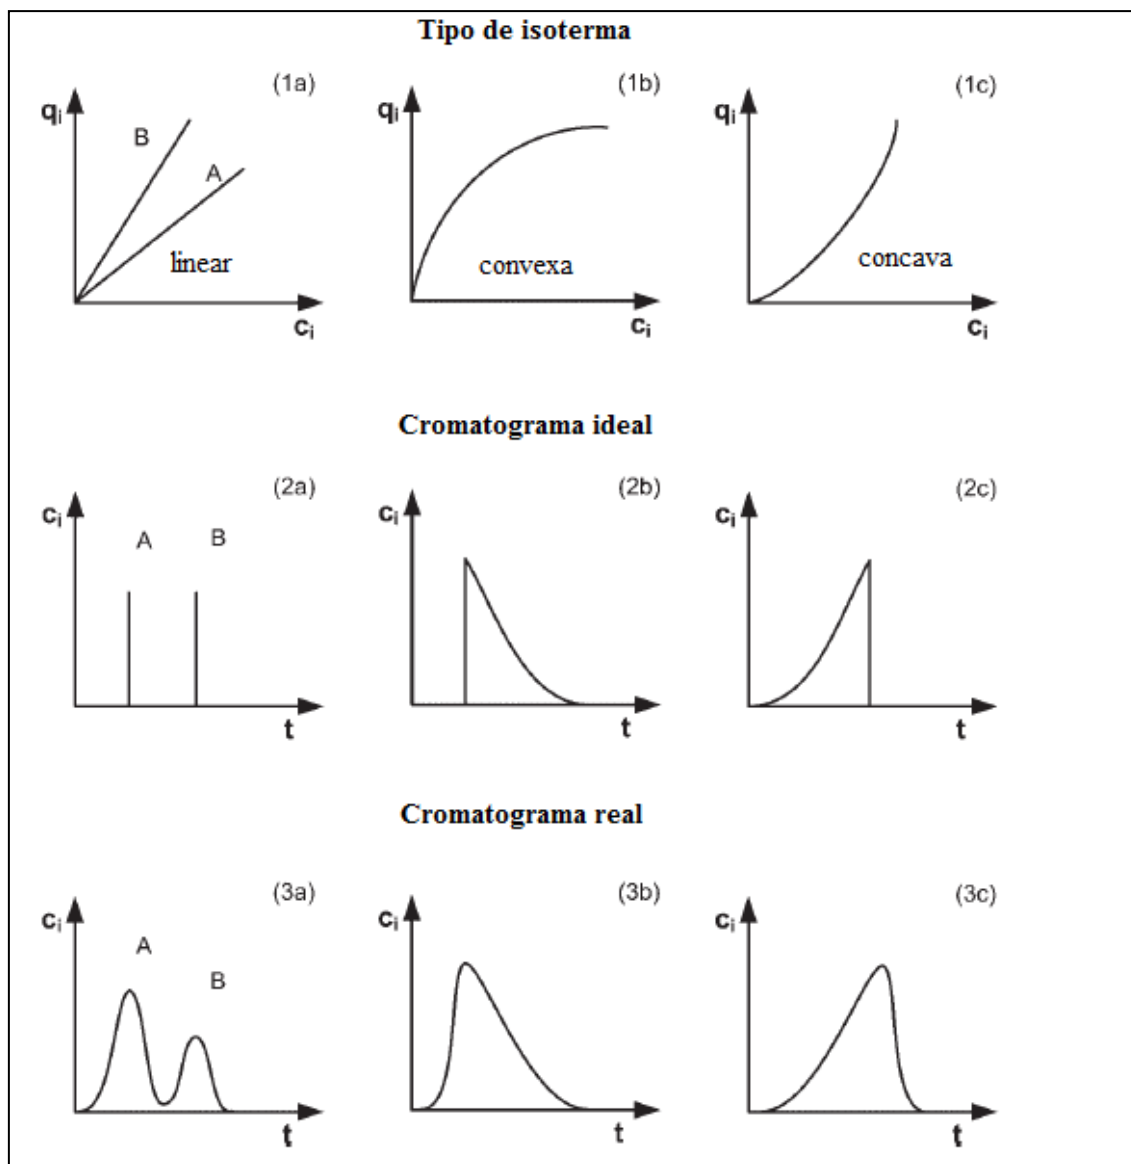 Tipo de isoterma
(1a) (1b) (1c)
qᵢ qᵢ qᵢ
B
A
linear convexa concava
cᵢ cᵢ cᵢ
Cromatograma ideal
(2a) (2b) (2c)
cᵢ cᵢ cᵢ
A B
t t t
Cromatograma real
(3a) (3b) (3c)
cᵢ cᵢ cᵢ
A
B
t t t